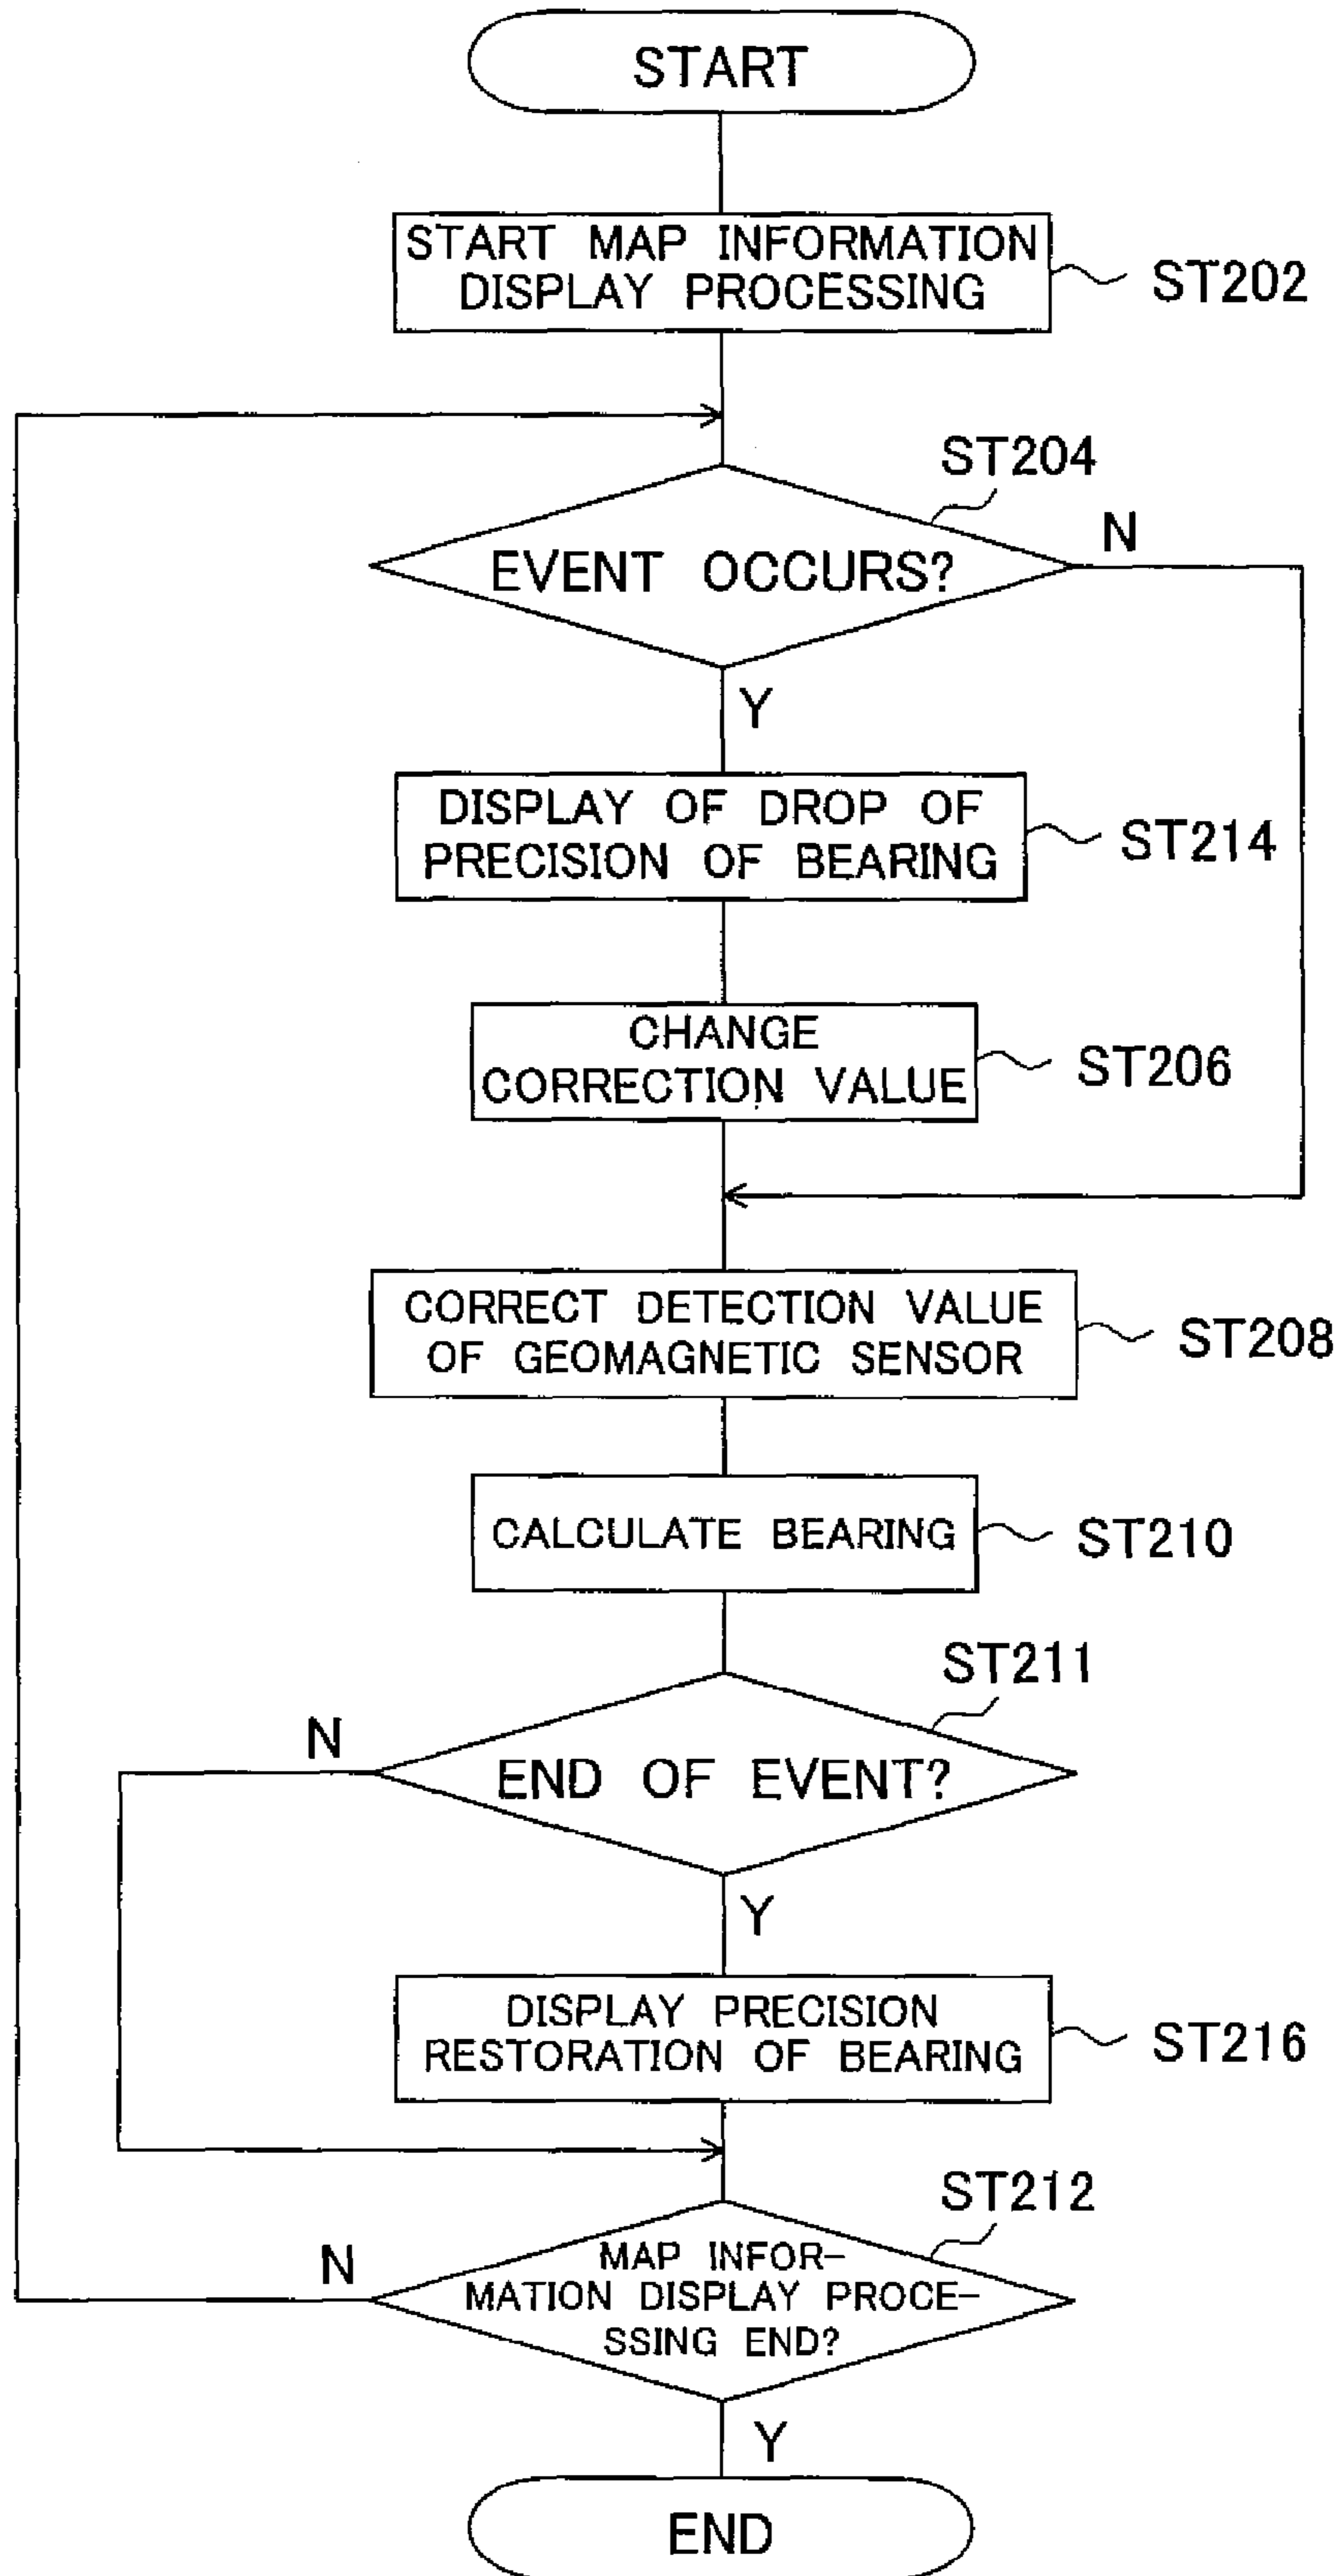 START
START MAP INFORMATION
DISPLAY PROCESSING
ST202
ST204
EVENT OCCURS?
N
Y
DISPLAY OF DROP OF
PRECISION OF BEARING
ST214
CHANGE
CORRECTION VALUE
ST206
CORRECT DETECTION VALUE
OF GEOMAGNETIC SENSOR
ST208
CALCULATE BEARING
ST210
ST211
N
END OF EVENT?
Y
DISPLAY PRECISION
RESTORATION OF BEARING
ST216
ST212
N
MAP INFOR-
MATION DISPLAY PROCE-
SSING END?
Y
END